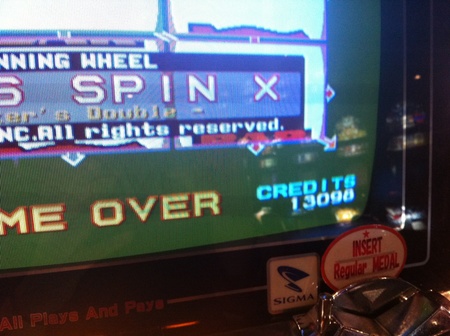 NNING WHEEL
S SPIN X
ter's Double -
NC.All rights reserved.
ME OVER
CREDITS
13098
INSERT
Regular MEDAL
SIGMA
All Plays And Pays